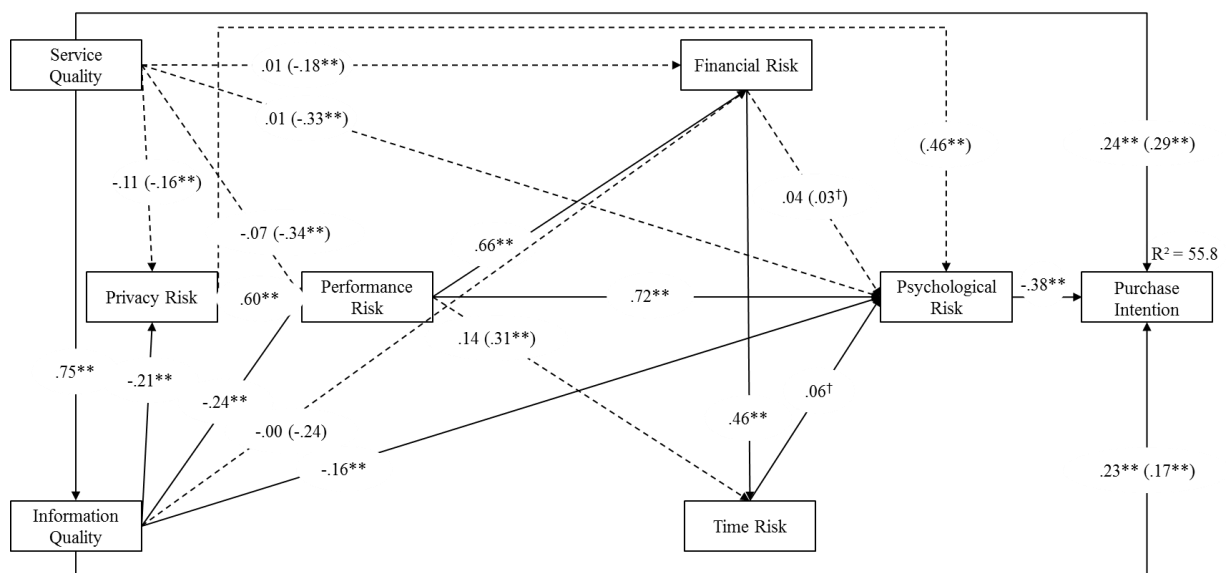 Service
Quality
.01 (-.18**)
Financial Risk
.01 (-.33**)
(.46**)
.24** (.29**)
-.11 (-.16**)
.04 (.03†)
-.07 (-.34**)
.66**
R² = 55.8
Privacy Risk
.60**
Performance
Risk
.72**
Psychological
Risk
-.38**
Purchase
Intention
.14 (.31**)
.75**
-.21**
-.24**
.06†
-.00 (-.24)
.46**
-.16**
.23** (.17**)
Information
Quality
Time Risk